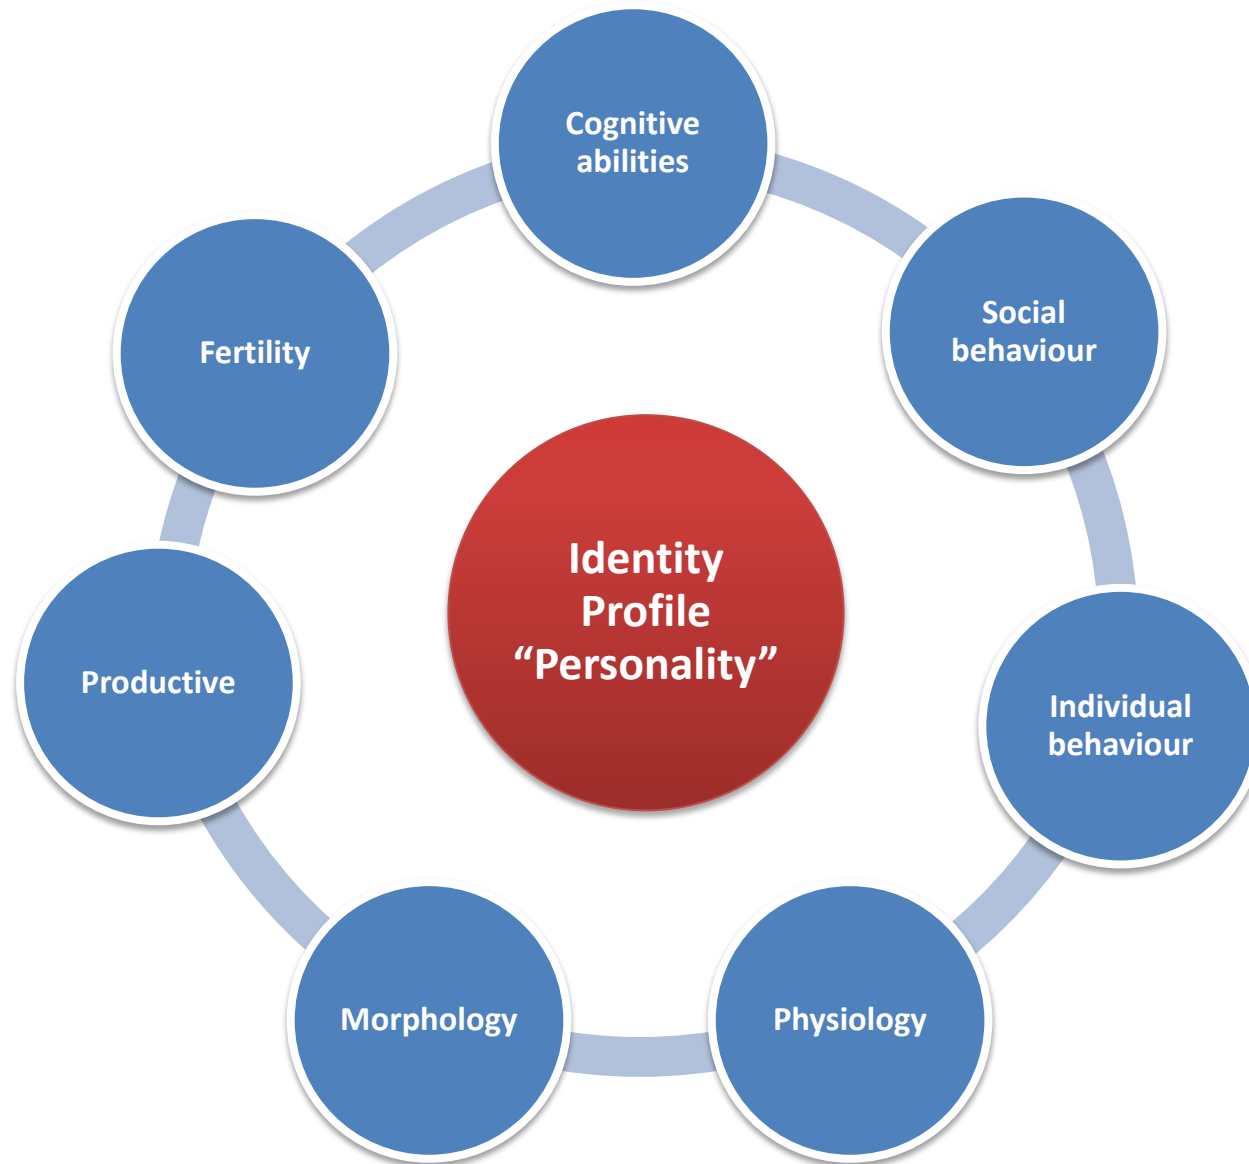 Cognitive
abilities
Social
behaviour
Individual
behaviour
Physiology
Morphology
Productive
Fertility
Identity
Profile
“Personality”